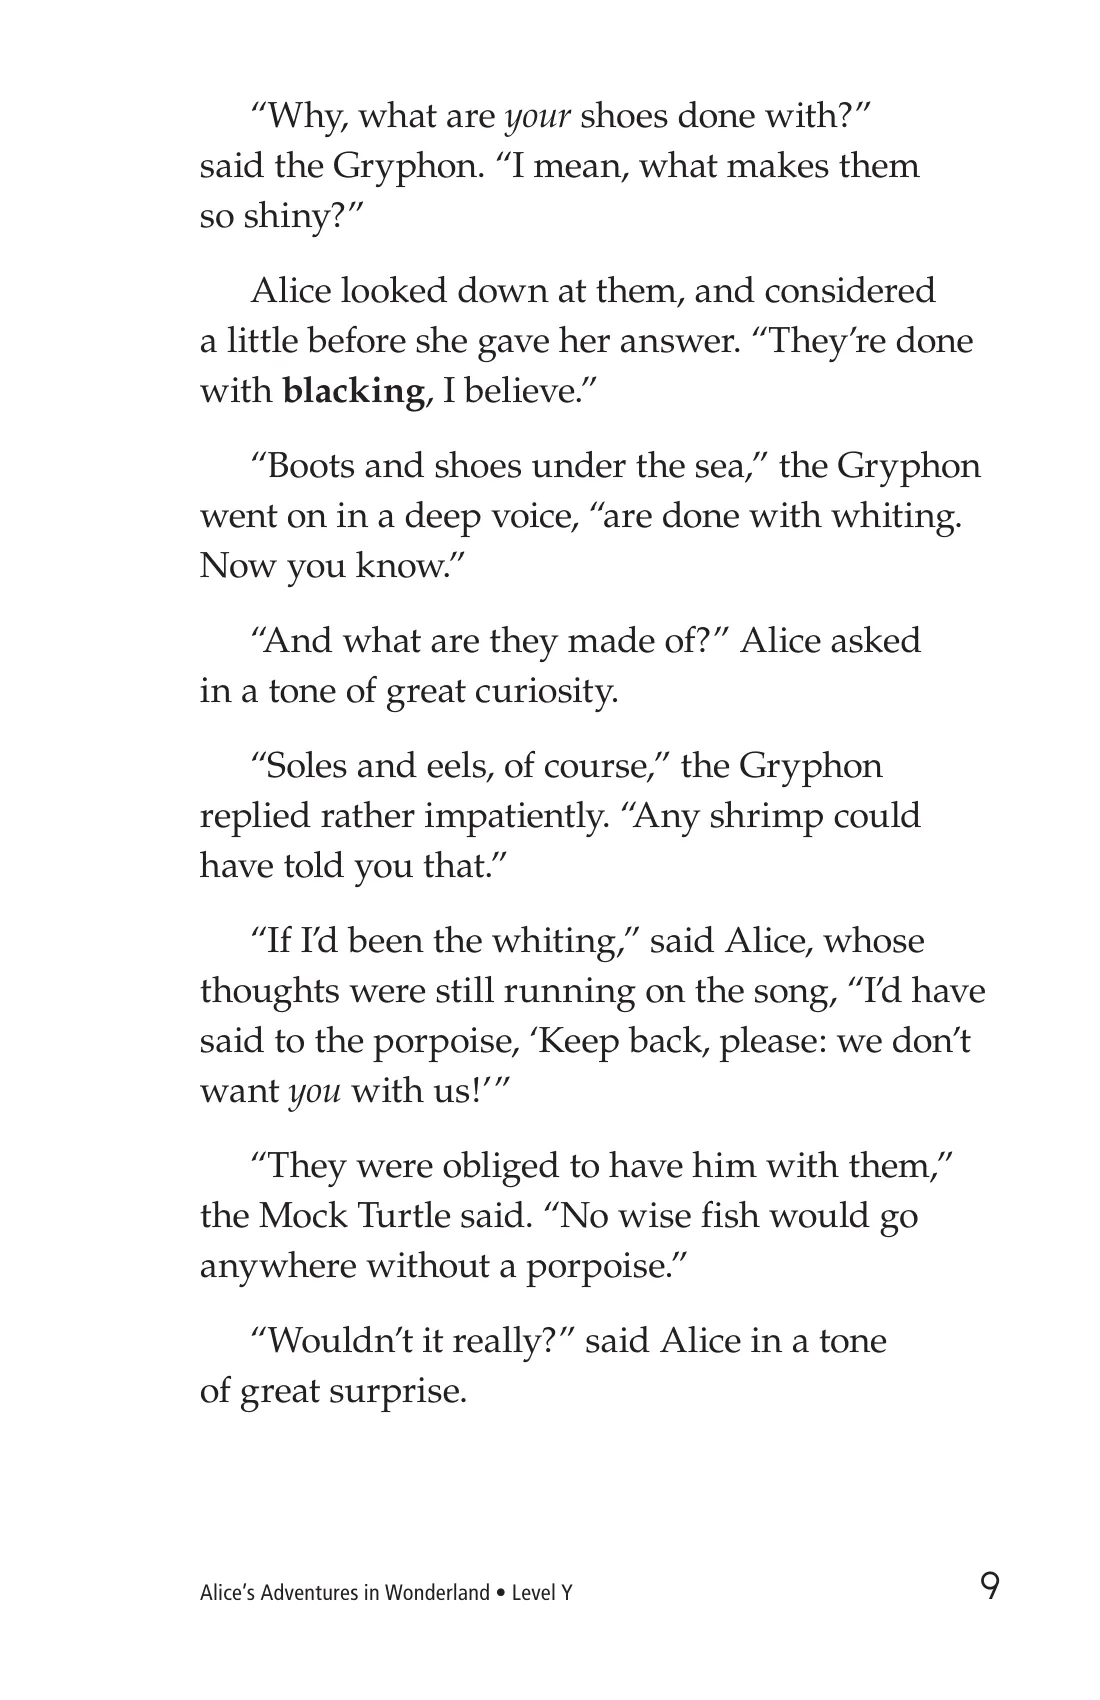 “Why, what are your shoes done with?”
said the Gryphon. “I mean, what makes them
so shiny?”
Alice looked down at them, and considered
a little before she gave her answer. “They’re done
with blacking, I believe.”
“Boots and shoes under the sea,” the Gryphon
went on in a deep voice, “are done with whiting.
Now you know.”
“And what are they made of?” Alice asked
in a tone of great curiosity.
“Soles and eels, of course,” the Gryphon
replied rather impatiently. “Any shrimp could
have told you that.”
“If I’d been the whiting,” said Alice, whose
thoughts were still running on the song, “I’d have
said to the porpoise, ‘Keep back, please: we don’t
want you with us!’”
“They were obliged to have him with them,”
the Mock Turtle said. “No wise fish would go
anywhere without a porpoise.”
“Wouldn’t it really?” said Alice in a tone
of great surprise.
Alice’s Adventures in Wonderland • Level Y
9